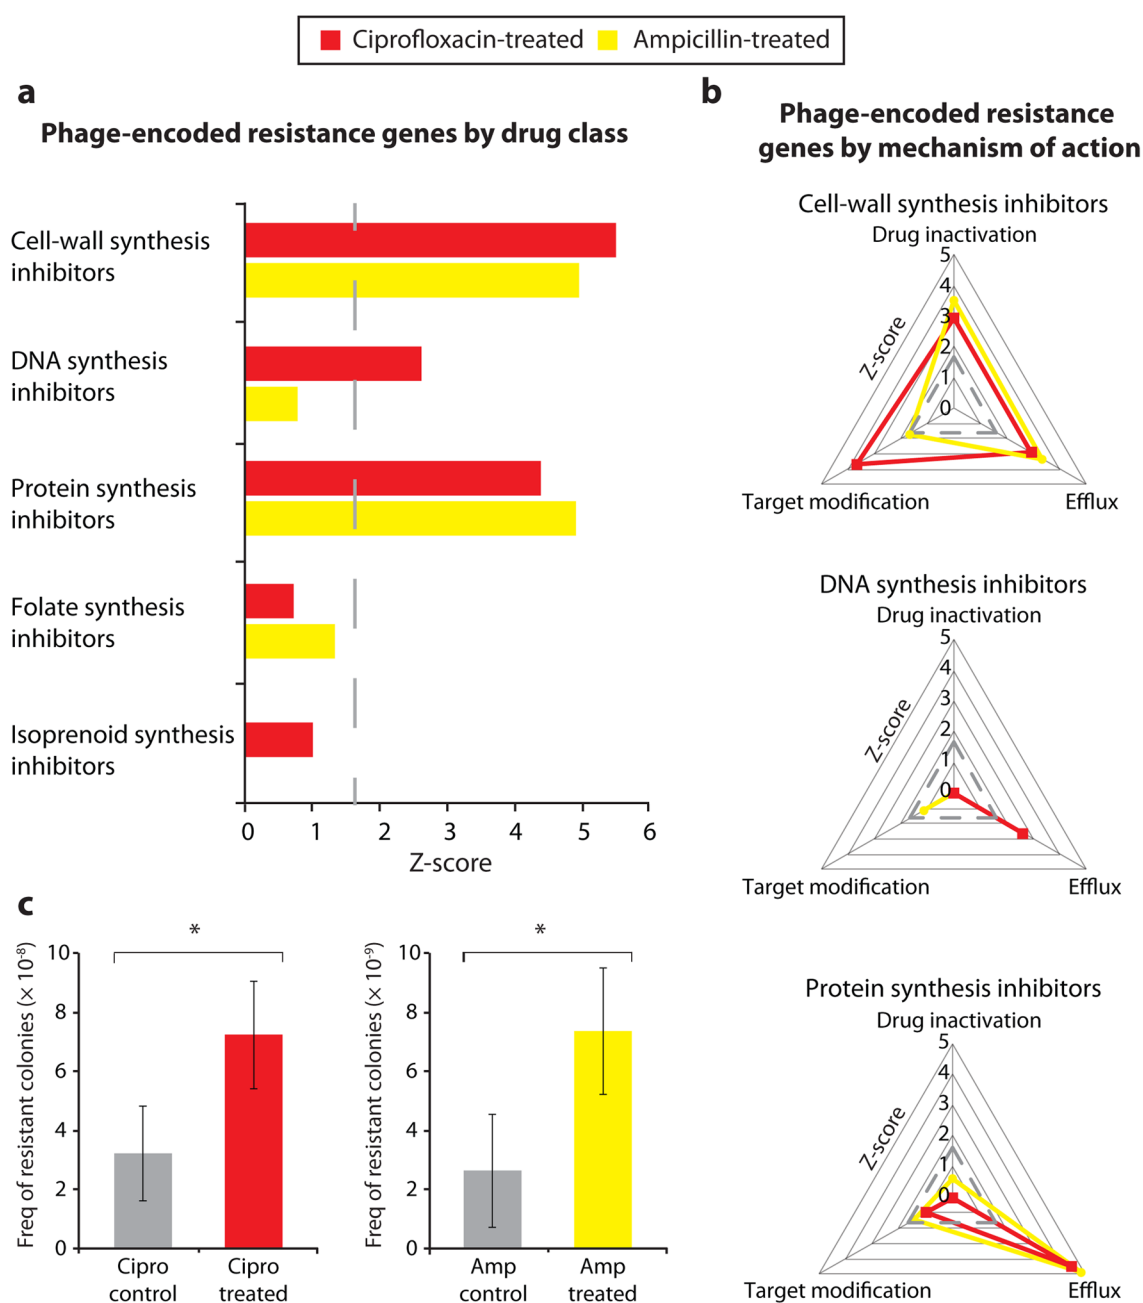 Ciprofloxacin-treated Ampicillin-treated
a
Phage-encoded resistance genes by drug class
Cell-wall synthesis
inhibitors
DNA synthesis
inhibitors
Protein synthesis
inhibitors
Folate synthesis
inhibitors
Isoprenoid synthesis
inhibitors
0 1 2 3 4 5 6
Z-score
b
Phage-encoded resistance
genes by mechanism of action
Cell-wall synthesis inhibitors
Drug inactivation
5
4
3
2
1
0
Z-score
Target modification Efflux
DNA synthesis inhibitors
Drug inactivation
5
4
3
2
1
0
Z-score
Target modification Efflux
Protein synthesis inhibitors
Drug inactivation
5
4
3
2
1
0
Z-score
Target modification Efflux
c
Freq of resistant colonies (× 10⁻⁸)
10
8
6
4
2
0
*
Cipro
control
Cipro
treated
Freq of resistant colonies (× 10⁻⁹)
10
8
6
4
2
0
*
Amp
control
Amp
treated